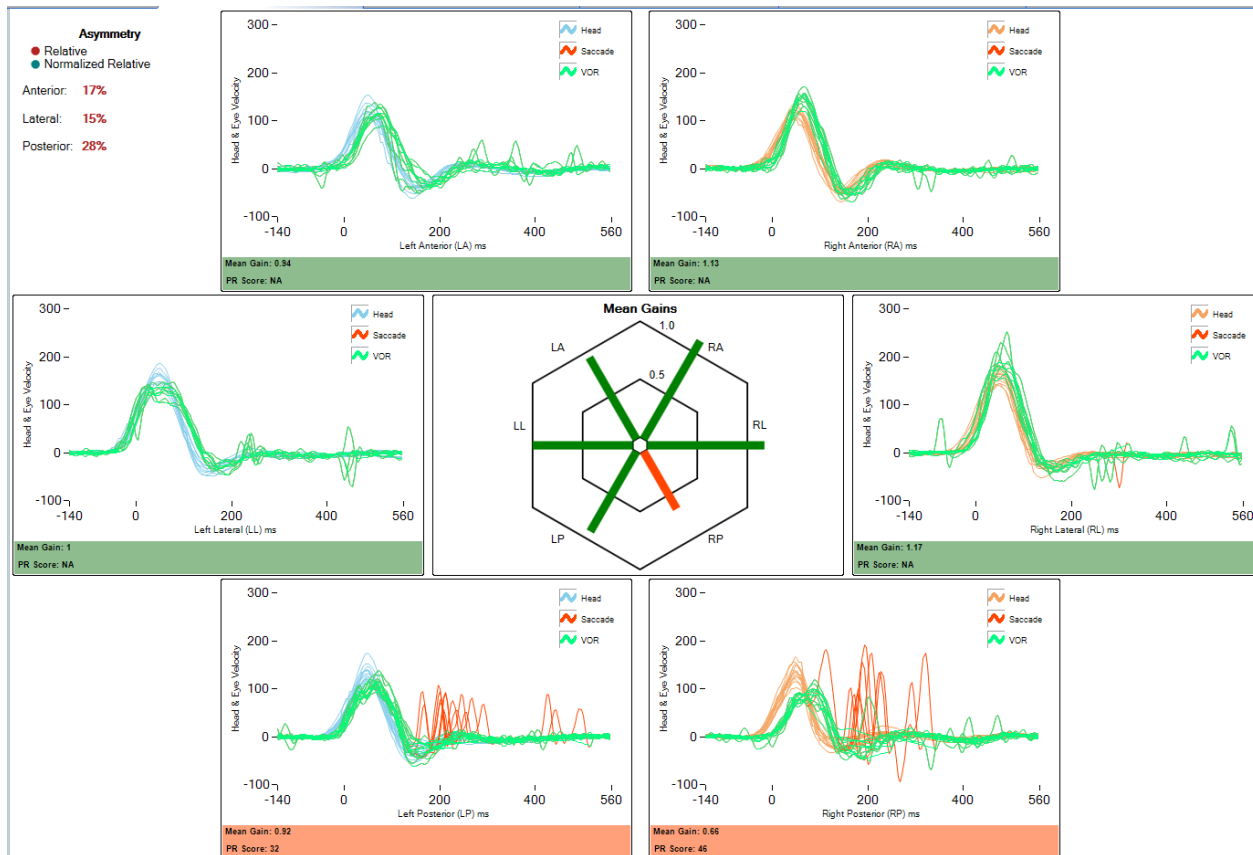 Asymmetry
Relative
Normalized Relative
Anterior: 17%
Lateral: 15%
Posterior: 28%
300
200
100
0
-100
Head & Eye Velocity
Head
Saccade
VOR
-140 0 200 400 560
Left Anterior (LA) ms
Mean Gain: 0.94
PR Score: NA
300
200
100
0
-100
Head & Eye Velocity
Head
Saccade
VOR
-140 0 200 400 560
Right Anterior (RA) ms
Mean Gain: 1.13
PR Score: NA
300
200
100
0
-100
Head & Eye Velocity
Head
Saccade
VOR
-140 0 200 400 560
Left Lateral (LL) ms
Mean Gain: 1
PR Score: NA
Mean Gains
1.0
LA RA
0.5
LL RL
LP RP
300
200
100
0
-100
Head & Eye Velocity
Head
Saccade
VOR
-140 0 200 400 560
Right Lateral (RL) ms
Mean Gain: 1.17
PR Score: NA
300
200
100
0
-100
Head & Eye Velocity
Head
Saccade
VOR
-140 0 200 400 560
Left Posterior (LP) ms
Mean Gain: 0.92
PR Score: 32
300
200
100
0
-100
Head & Eye Velocity
Head
Saccade
VOR
-140 0 200 400 560
Right Posterior (RP) ms
Mean Gain: 0.66
PR Score: 46